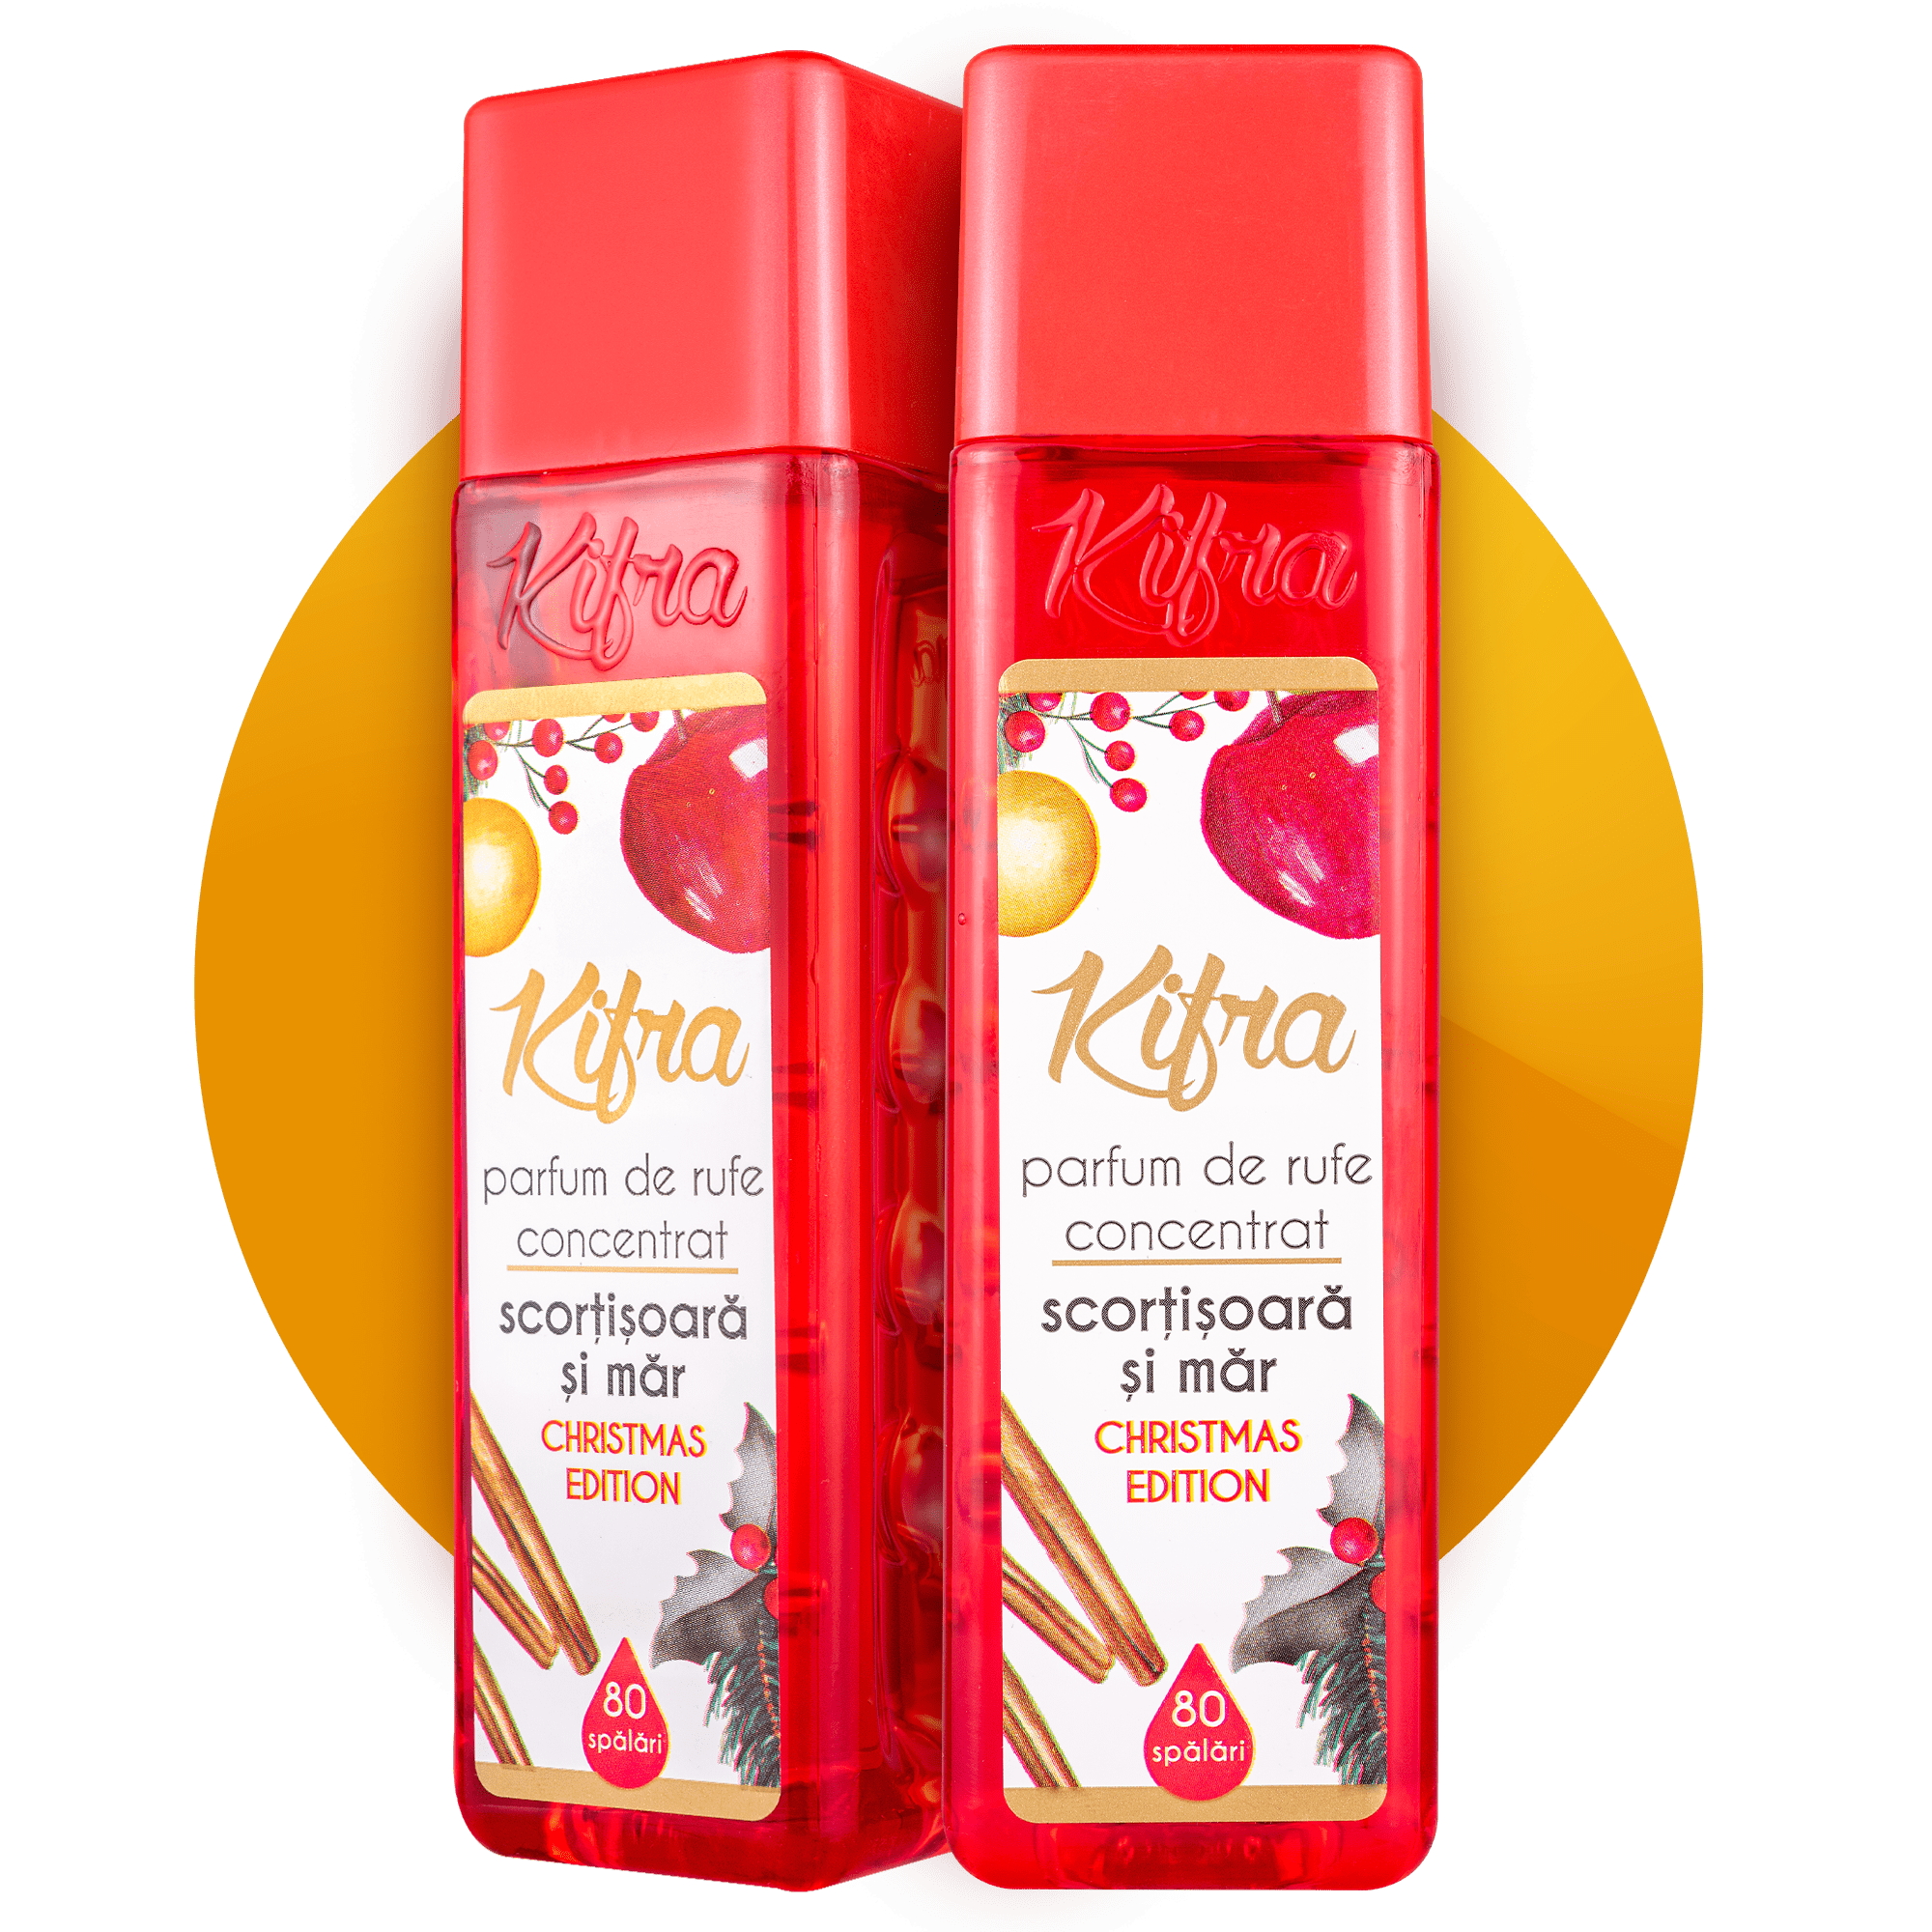 Kifra
Kifra
parfum de rufe
concentrat
scorțișoară
și măr
CHRISTMAS
EDITION
80
spălări
Kifra
Kifra
parfum de rufe
concentrat
scorțișoară
și măr
CHRISTMAS
EDITION
80
spălări